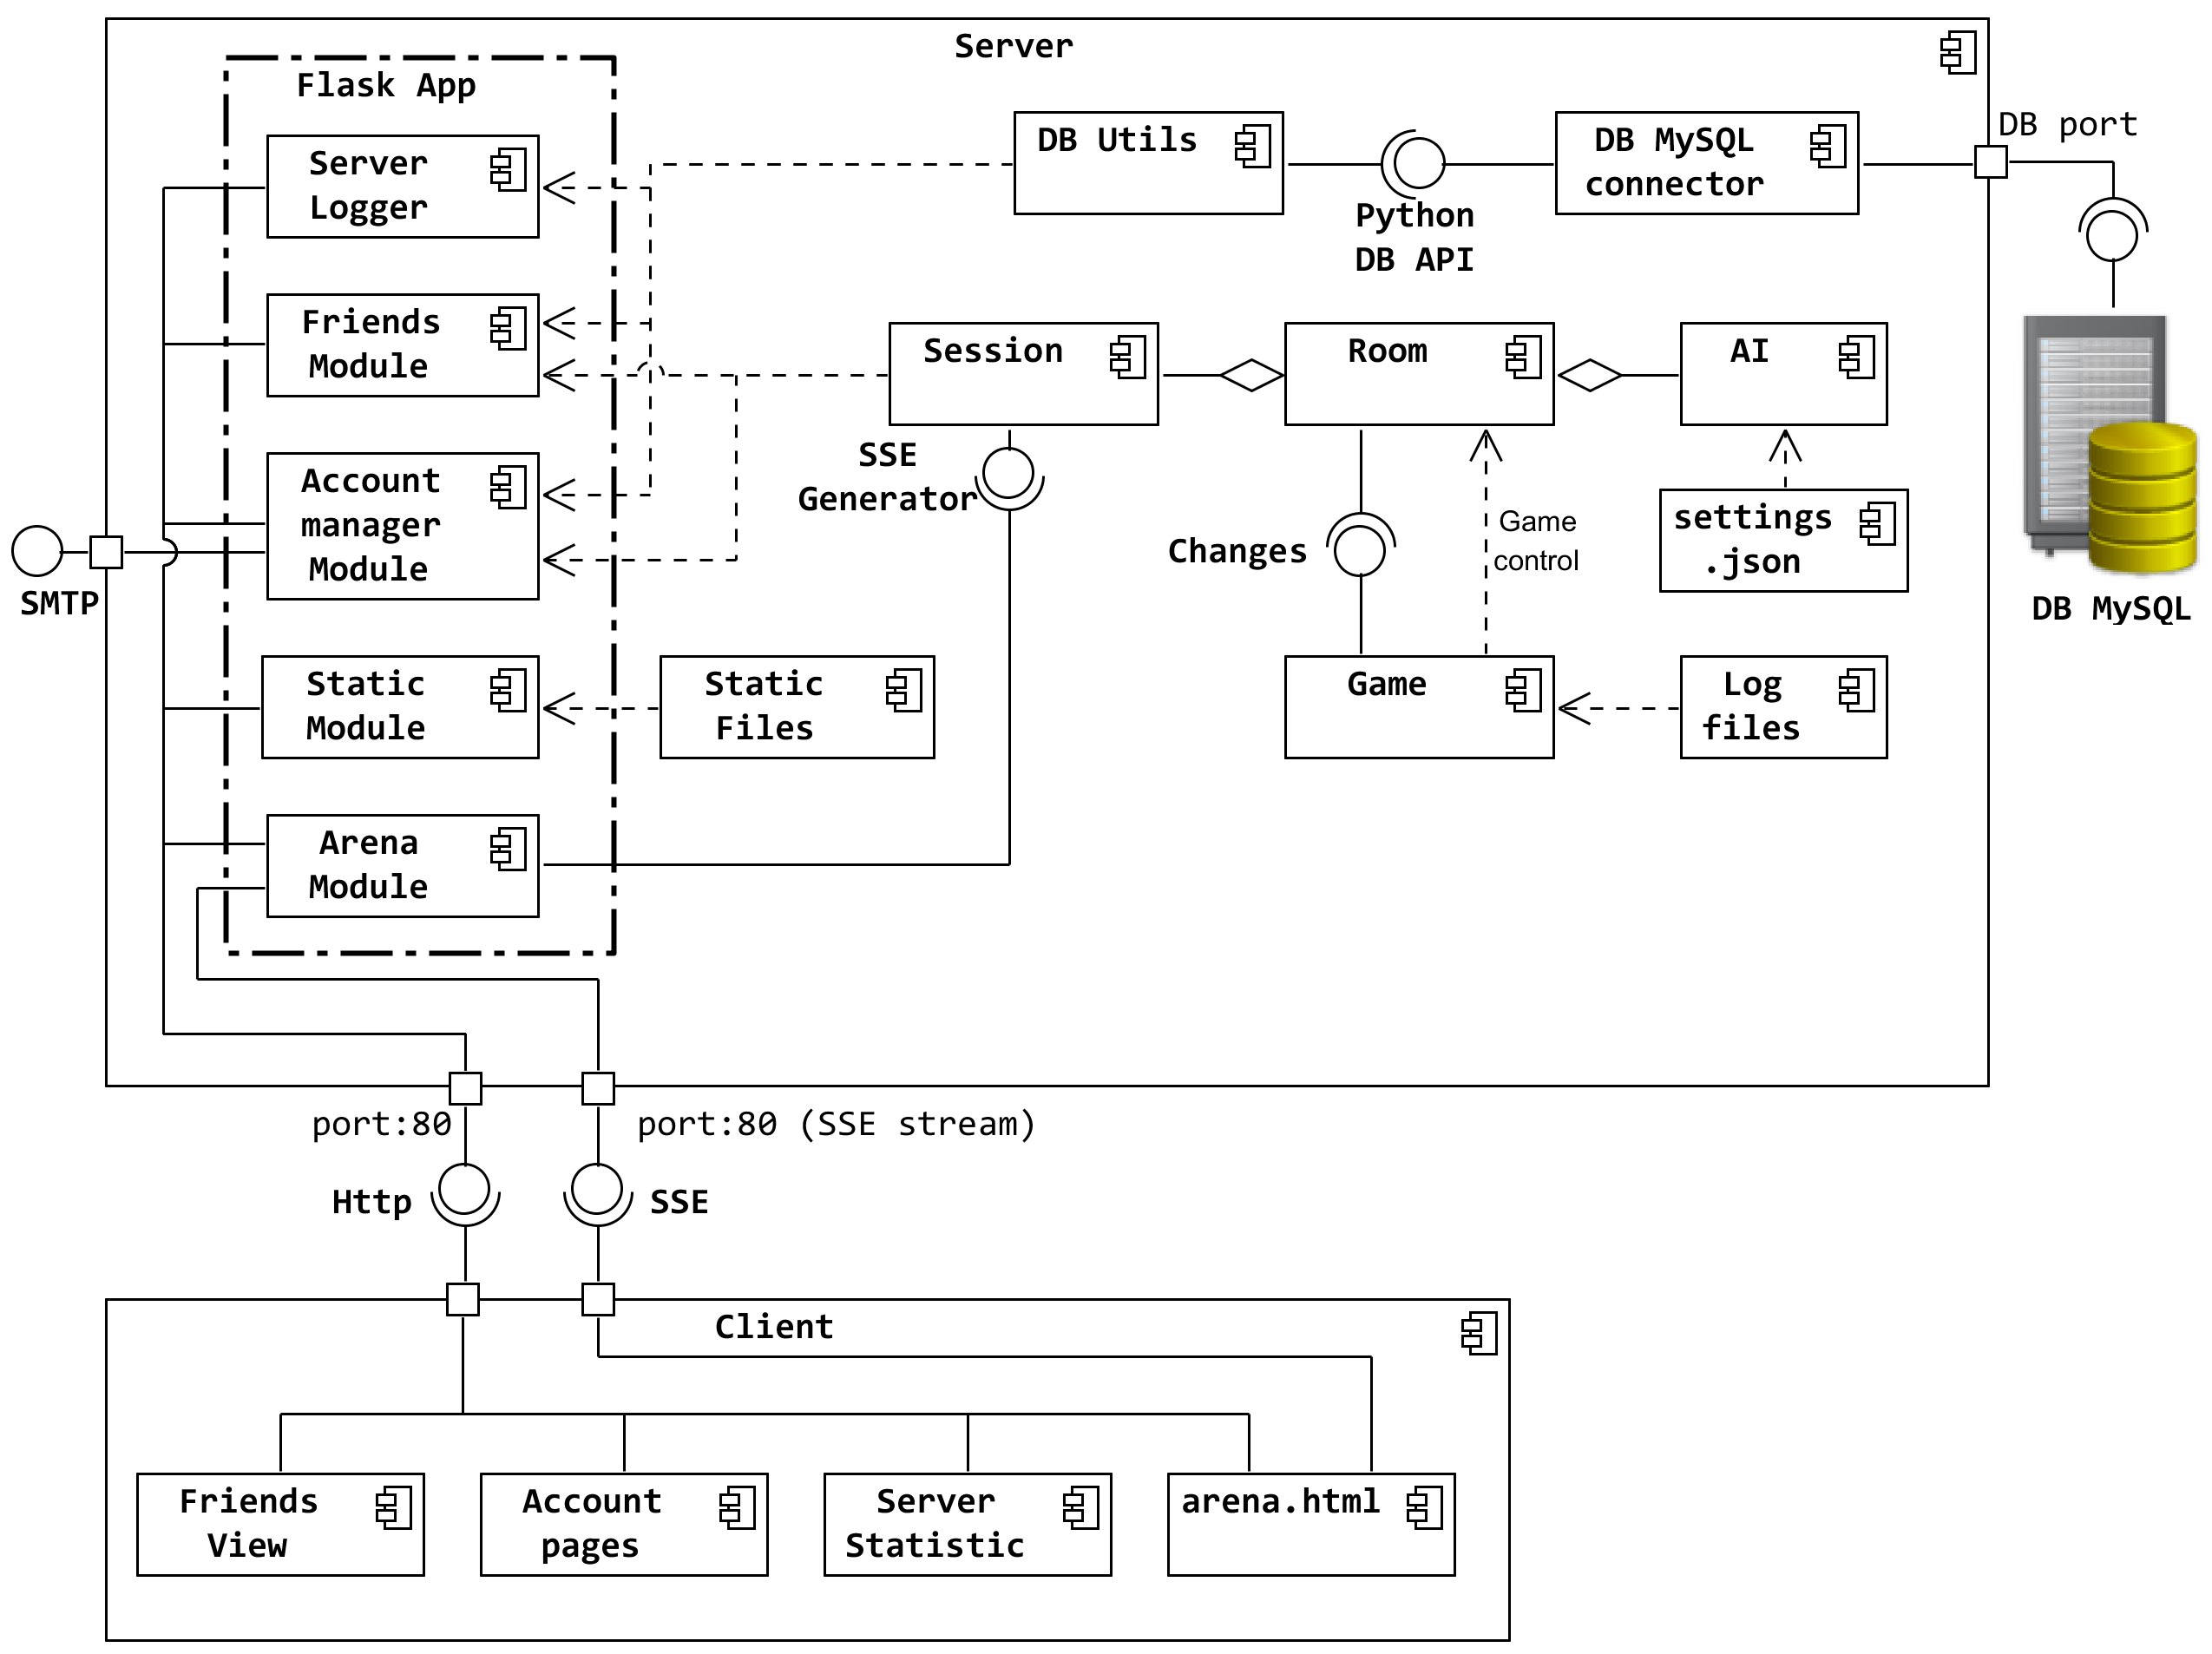 Server
Flask App
Server
Logger
DB Utils
DB MySQL
connector
DB port
Python
DB API
Friends
Module
Session
Room
AI
Account
manager
Module
SSE
Generator
Changes
Game
control
settings
.json
SMTP
DB MySQL
Static
Module
Static
Files
Game
Log
files
Arena
Module
port:80
port:80 (SSE stream)
Http
SSE
Client
Friends
View
Account
pages
Server
Statistic
arena.html